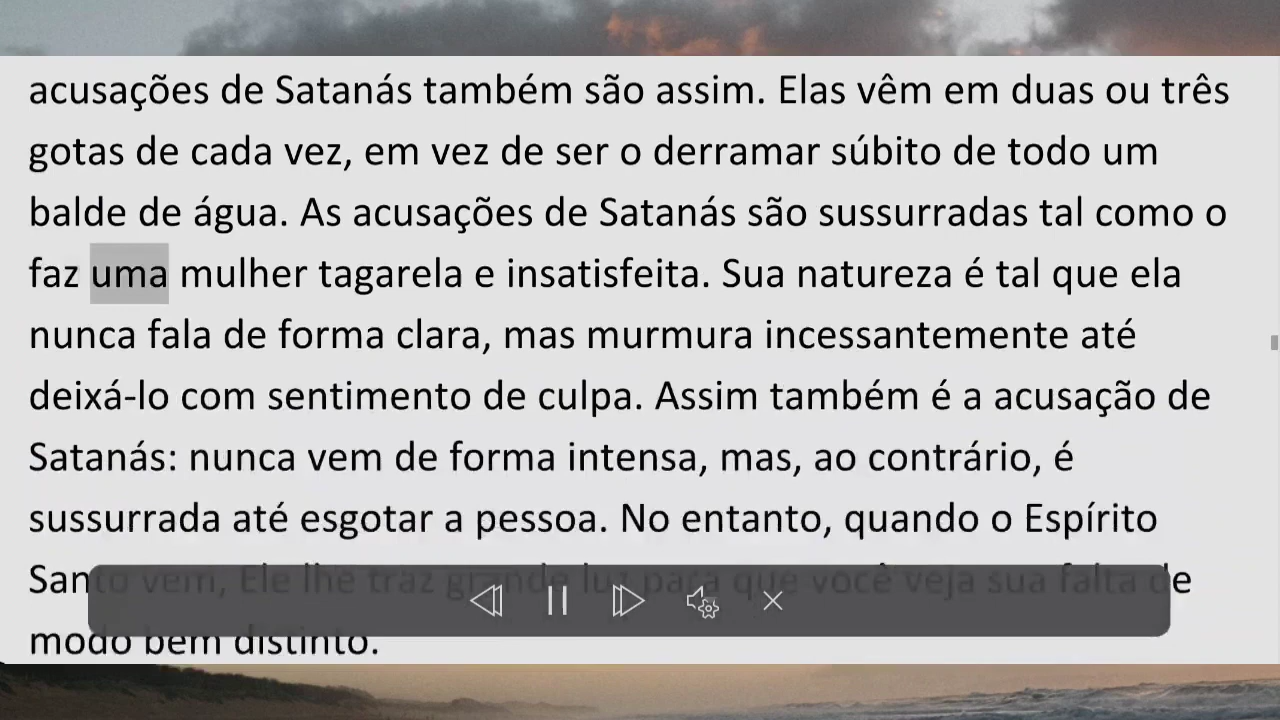 acusações de Satanás também são assim. Elas vêm em duas ou três
gotas de cada vez, em vez de ser o derramar súbito de todo um
balde de água. As acusações de Satanás são sussurradas tal como o
faz uma mulher tagarela e insatisfeita. Sua natureza é tal que ela
nunca fala de forma clara, mas murmura incessantemente até
deixá-lo com sentimento de culpa. Assim também é a acusação de
Satanás: nunca vem de forma intensa, mas, ao contrário, é
sussurrada até esgotar a pessoa. No entanto, quando o Espírito
Santo vem, Ele lhe traz grande luz para que você veja sua falta de
modo bem distinto.